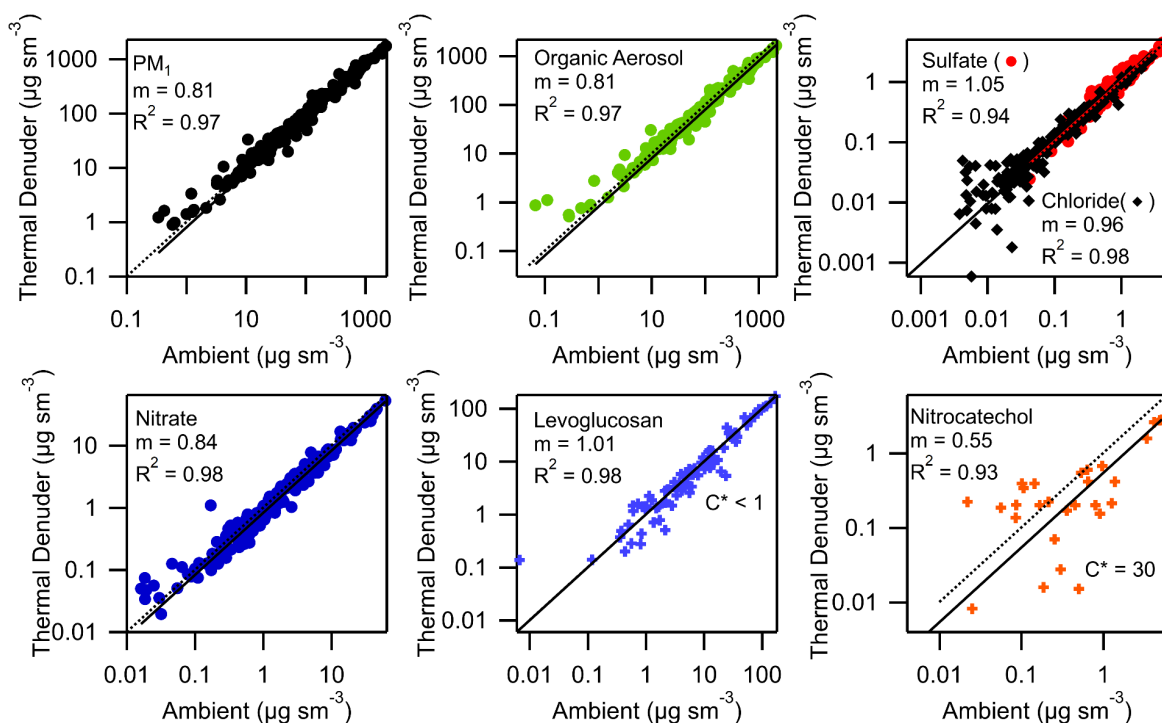 Thermal Denuder (µg sm⁻³)
1000
100
10
1
0.1
PM₁
m = 0.81
R² = 0.97
0.1 10 1000
Ambient (µg sm⁻³)
Thermal Denuder (µg sm⁻³)
1000
100
10
1
0.1
Organic Aerosol
m = 0.81
R² = 0.97
0.1 10 1000
Ambient (µg sm⁻³)
Thermal Denuder (µg sm⁻³)
1
0.1
0.01
0.001
Sulfate ( )
m = 1.05
R² = 0.94
Chloride( )
m = 0.96
R² = 0.98
0.001 0.01 0.1 1
Ambient (µg sm⁻³)
Thermal Denuder (µg sm⁻³)
10
1
0.1
0.01
Nitrate
m = 0.84
R² = 0.98
0.01 0.1 1 10
Ambient (µg sm⁻³)
Thermal Denuder (µg sm⁻³)
100
10
1
0.1
0.01
Levoglucosan
m = 1.01
R² = 0.98
C* < 1
0.01 0.1 1 10 100
Ambient (µg sm⁻³)
Thermal Denuder (µg sm⁻³)
1
0.1
0.01
Nitrocatechol
m = 0.55
R² = 0.93
C* = 30
0.01 0.1 1
Ambient (µg sm⁻³)